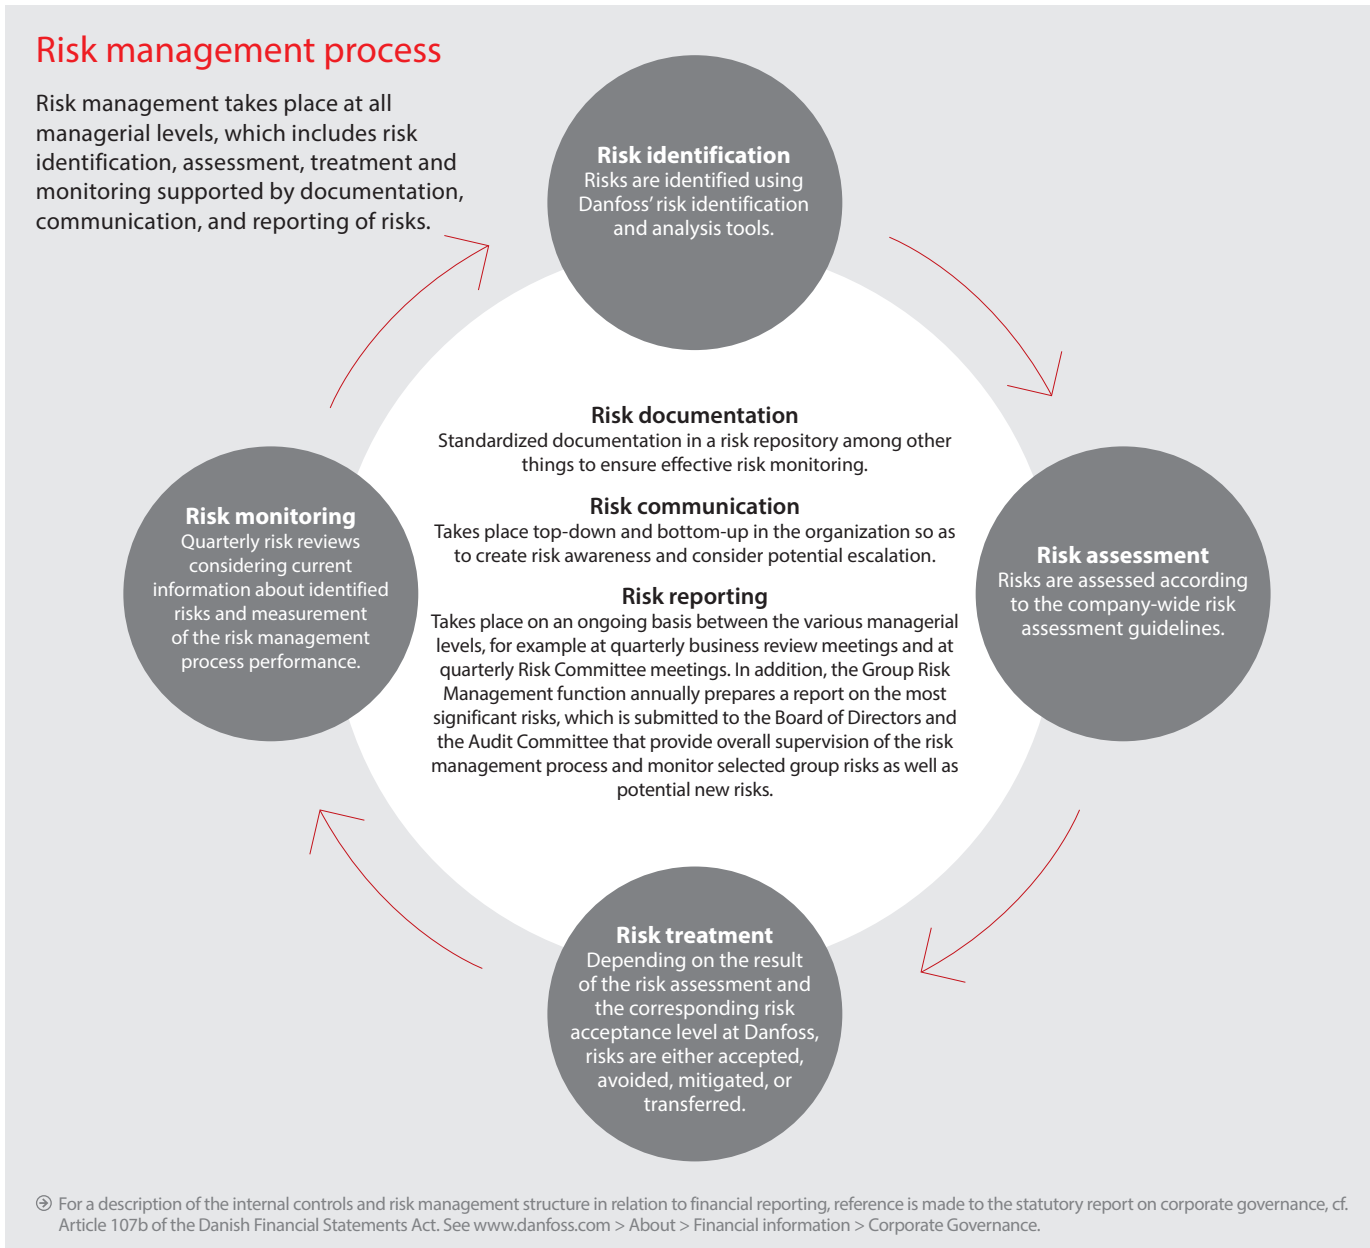 Risk management process
Risk management takes place at all
managerial levels, which includes risk
identification, assessment, treatment and
monitoring supported by documentation,
communication, and reporting of risks.
Risk identification
Risks are identified using
Danfoss’ risk identification
and analysis tools.
Risk documentation
Standardized documentation in a risk repository among other
things to ensure effective risk monitoring.
Risk communication
Takes place top-down and bottom-up in the organization so as
to create risk awareness and consider potential escalation.
Risk reporting
Takes place on an ongoing basis between the various managerial
levels, for example at quarterly business review meetings and at
quarterly Risk Committee meetings. In addition, the Group Risk
Management function annually prepares a report on the most
significant risks, which is submitted to the Board of Directors and
the Audit Committee that provide overall supervision of the risk
management process and monitor selected group risks as well as
potential new risks.
Risk monitoring
Quarterly risk reviews
considering current
information about identified
risks and measurement
of the risk management
process performance.
Risk assessment
Risks are assessed according
to the company-wide risk
assessment guidelines.
Risk treatment
Depending on the result
of the risk assessment and
the corresponding risk
acceptance level at Danfoss,
risks are either accepted,
avoided, mitigated, or
transferred.
For a description of the internal controls and risk management structure in relation to financial reporting, reference is made to the statutory report on corporate governance, cf.
Article 107b of the Danish Financial Statements Act. See www.danfoss.com > About > Financial information > Corporate Governance.